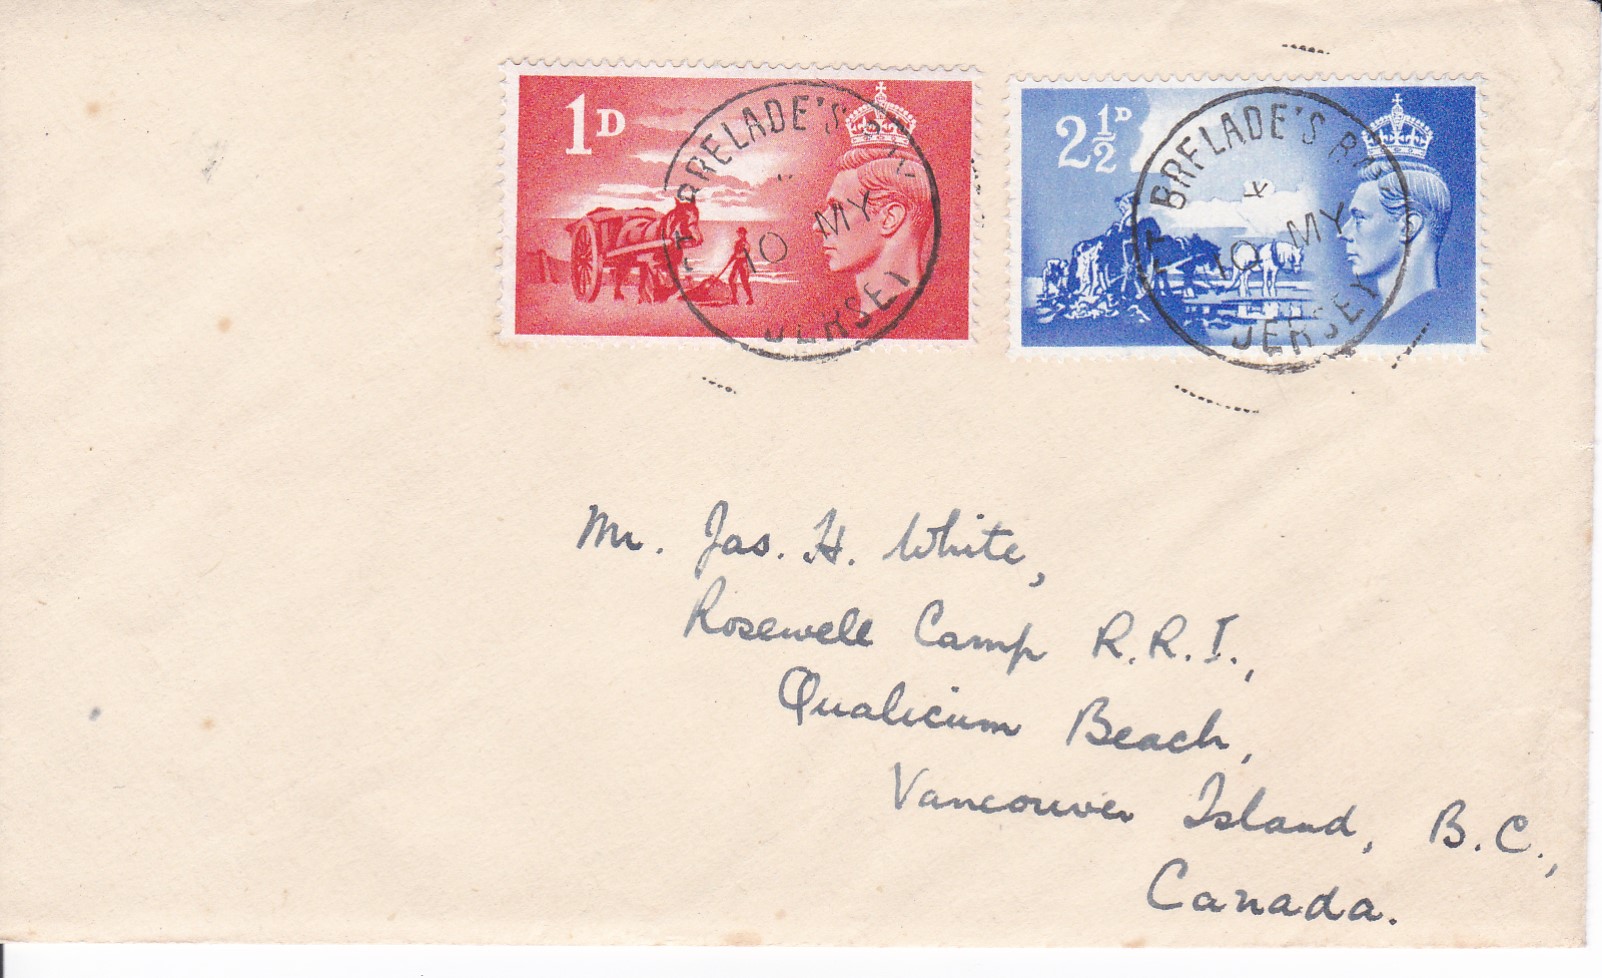 1D
2½D
ST BRELADE'S BAY
10 MY
JERSEY
ST BRELADE'S BAY
10 MY
JERSEY
Mr. Jas. H. White,
Rosewell Camp R.R.I.,
Qualicum Beach,
Vancouver Island, B.C.,
Canada.